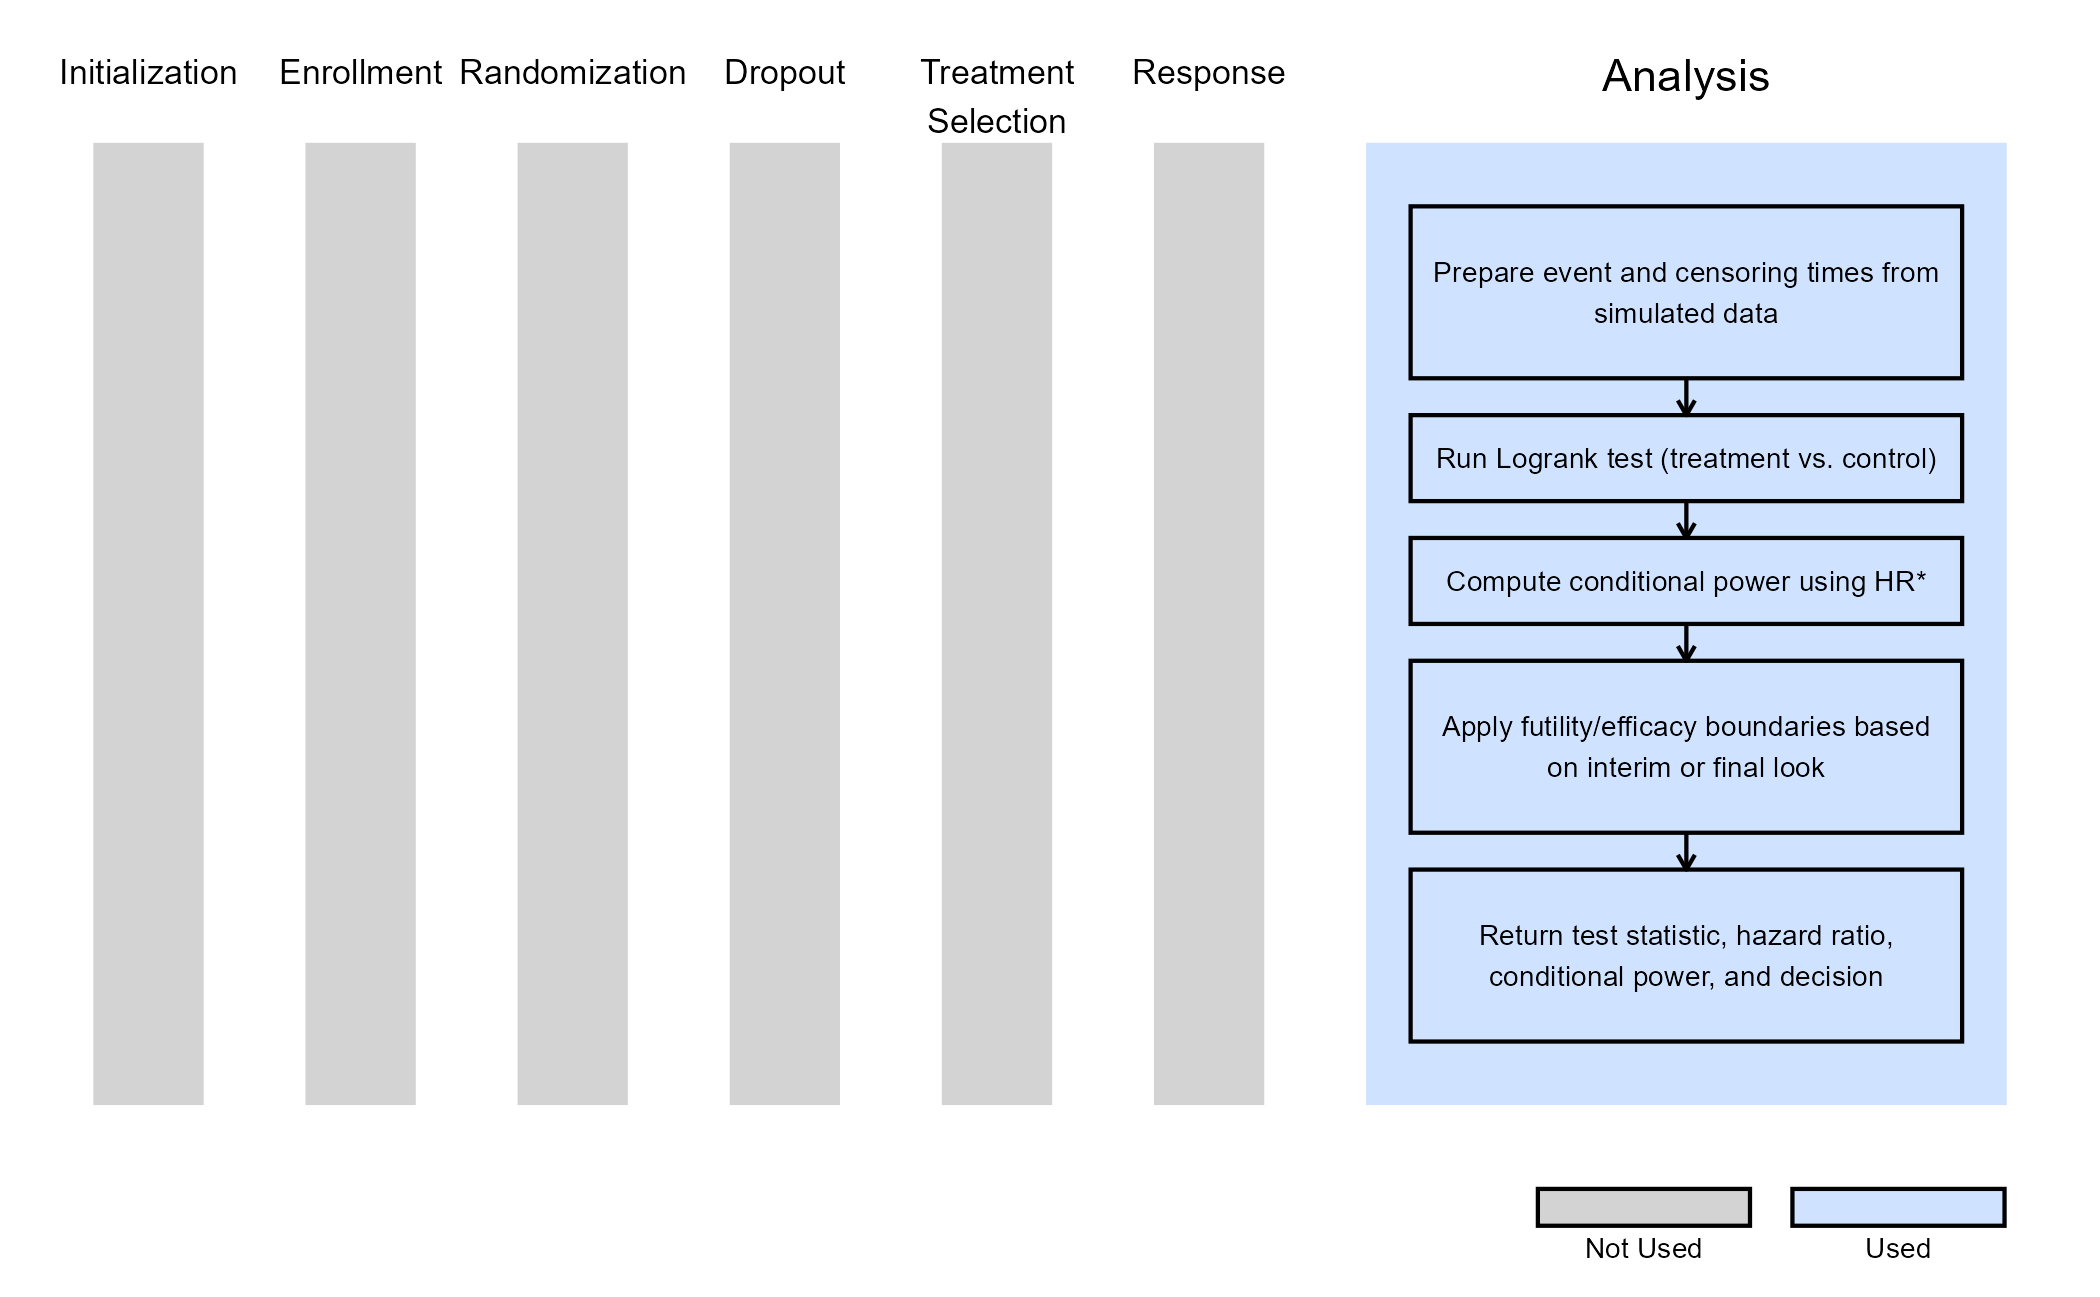 Initialization
Enrollment
Randomization
Dropout
Treatment
Selection
Response
Analysis
Prepare event and censoring times from
simulated data
Run Logrank test (treatment vs. control)
Compute conditional power using HR*
Apply futility/efficacy boundaries based
on interim or final look
Return test statistic, hazard ratio,
conditional power, and decision
Not Used
Used